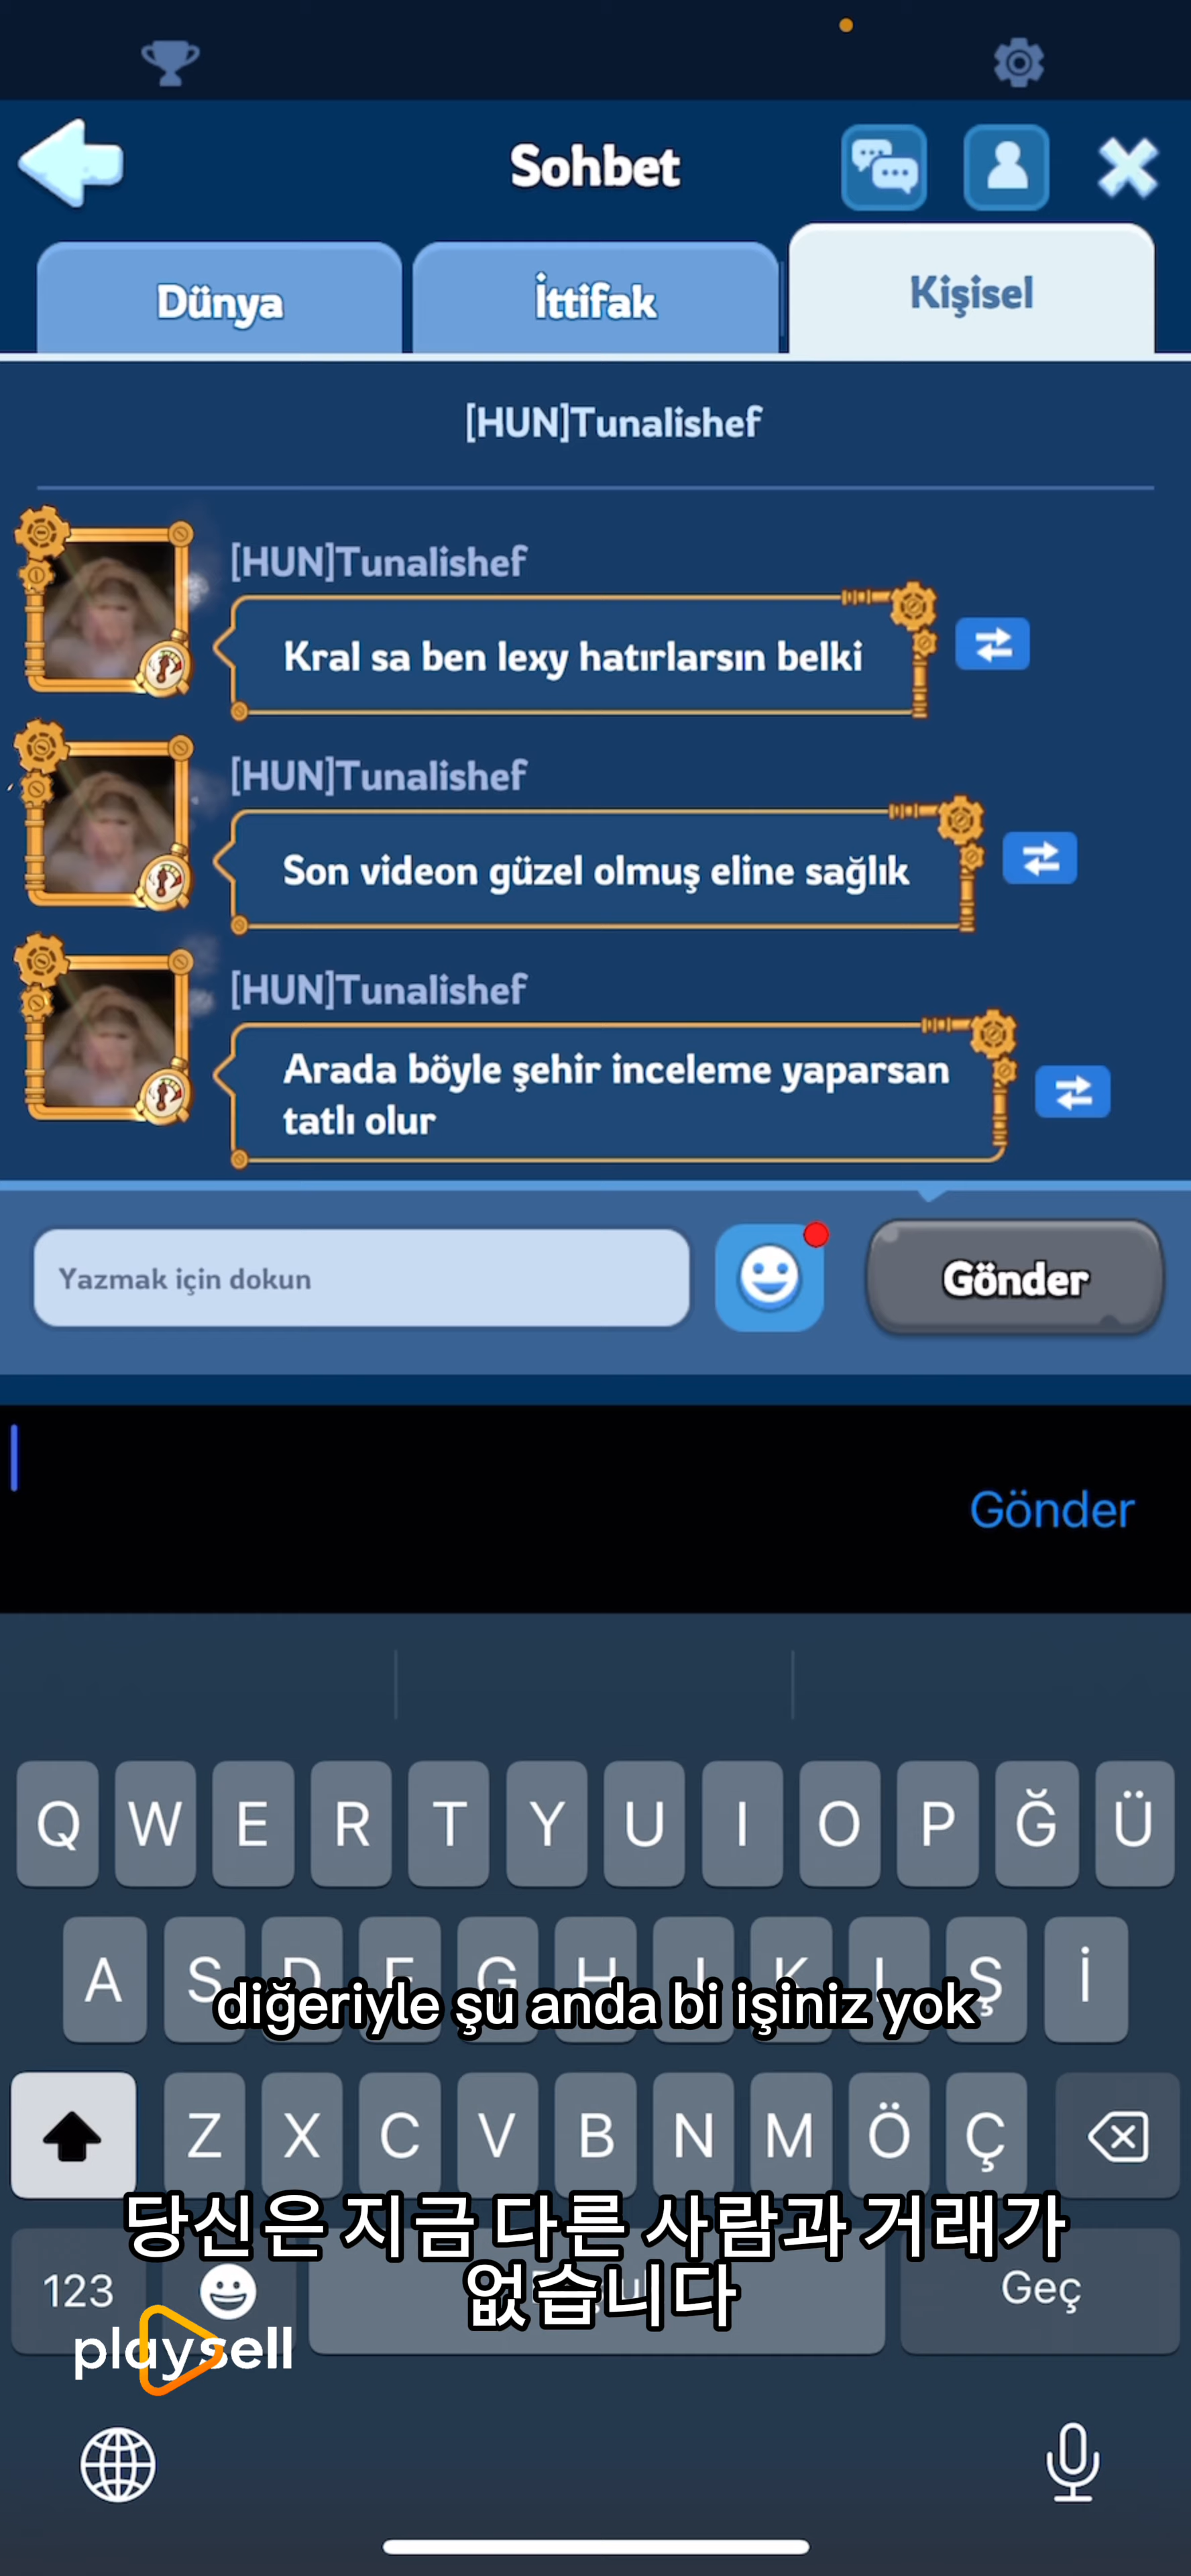 Sohbet
Dünya
İttifak
Kişisel
[HUN]Tunalishef
[HUN]Tunalishef
Kral sa ben lexy hatırlarsın belki
[HUN]Tunalishef
Son videon güzel olmuş eline sağlık
[HUN]Tunalishef
Arada böyle şehir inceleme yaparsan
tatlı olur
Yazmak için dokun
Gönder
Gönder
Q W E R T Y U I O P Ğ Ü
A S D F G H J K L Ş İ
diğeriyle şu anda bi işiniz yok
Z X C V B N M Ö Ç
당신은 지금 다른 사람과 거래가
없습니다
123
Geç
playsell